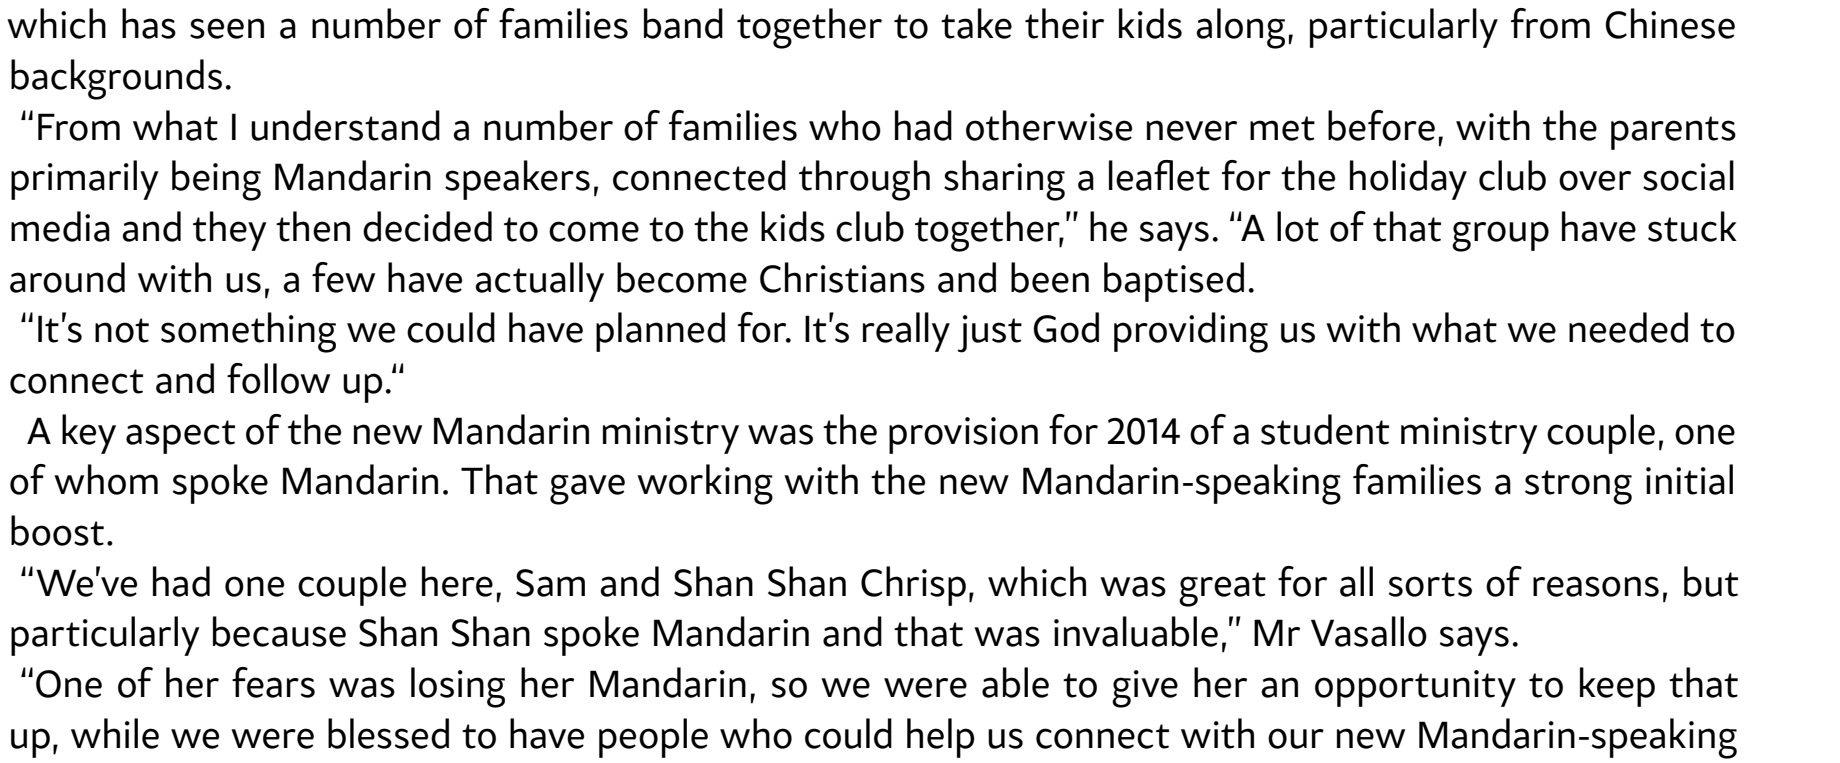 which has seen a number of families band together to take their kids along, particularly from Chinese
backgrounds.
“From what I understand a number of families who had otherwise never met before, with the parents
primarily being Mandarin speakers, connected through sharing a leaflet for the holiday club over social
media and they then decided to come to the kids club together,” he says. “A lot of that group have stuck
around with us, a few have actually become Christians and been baptised.
“It’s not something we could have planned for. It’s really just God providing us with what we needed to
connect and follow up.“
A key aspect of the new Mandarin ministry was the provision for 2014 of a student ministry couple, one
of whom spoke Mandarin. That gave working with the new Mandarin-speaking families a strong initial
boost.
“We’ve had one couple here, Sam and Shan Shan Chrisp, which was great for all sorts of reasons, but
particularly because Shan Shan spoke Mandarin and that was invaluable,” Mr Vasallo says.
“One of her fears was losing her Mandarin, so we were able to give her an opportunity to keep that
up, while we were blessed to have people who could help us connect with our new Mandarin-speaking